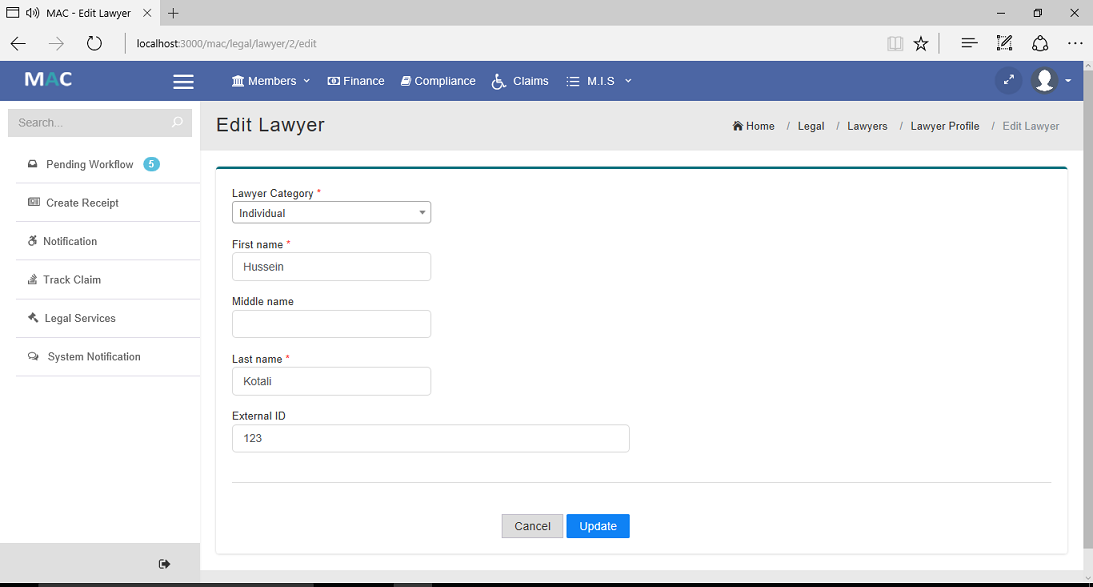 MAC - Edit Lawyer
localhost:3000/mac/legal/lawyer/2/edit
MAC
Members Finance Compliance Claims M.I.S
Search...
Edit Lawyer
Home / Legal / Lawyers / Lawyer Profile / Edit Lawyer
Pending Workflow 5
Create Receipt
Notification
Track Claim
Legal Services
System Notification
Lawyer Category *
Individual
First name *
Hussein
Middle name
Last name *
Kotali
External ID
123
Cancel Update